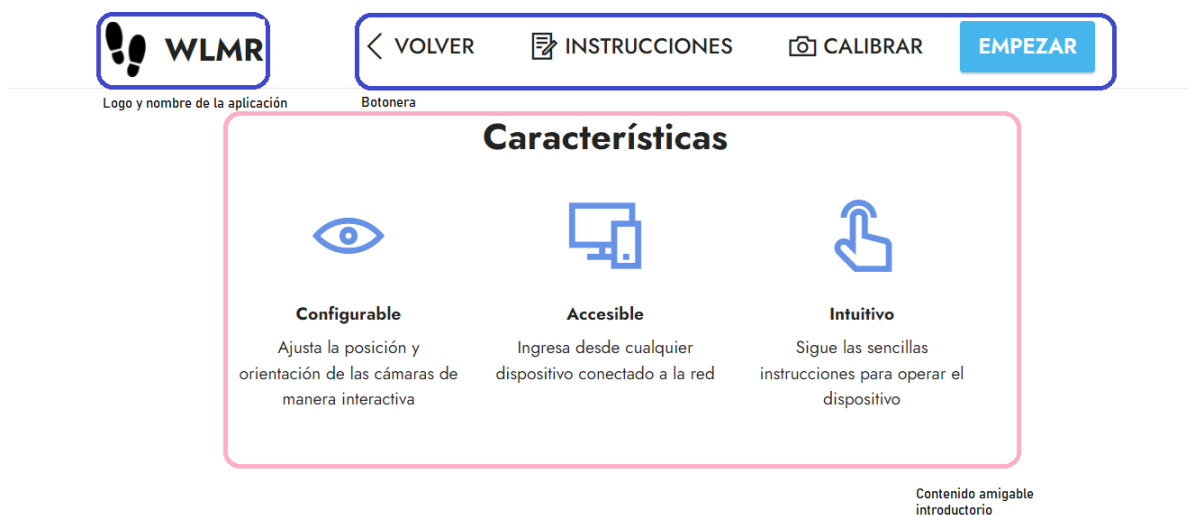 WLMR
VOLVER
INSTRUCCIONES
CALIBRAR
EMPEZAR
Logo y nombre de la aplicación
Botonera
Características
Configurable
Ajusta la posición y
orientación de las cámaras de
manera interactiva
Accesible
Ingresa desde cualquier
dispositivo conectado a la red
Intuitivo
Sigue las sencillas
instrucciones para operar el
dispositivo
Contenido amigable
introductorio